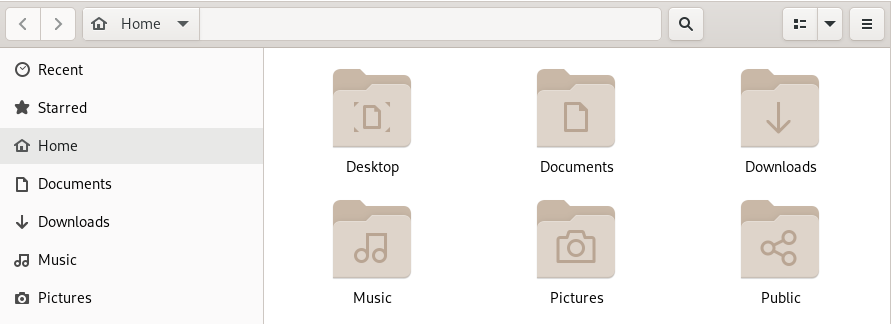 Home
Recent
Starred
Home
Documents
Downloads
Music
Pictures
Desktop
Documents
Downloads
Music
Pictures
Public